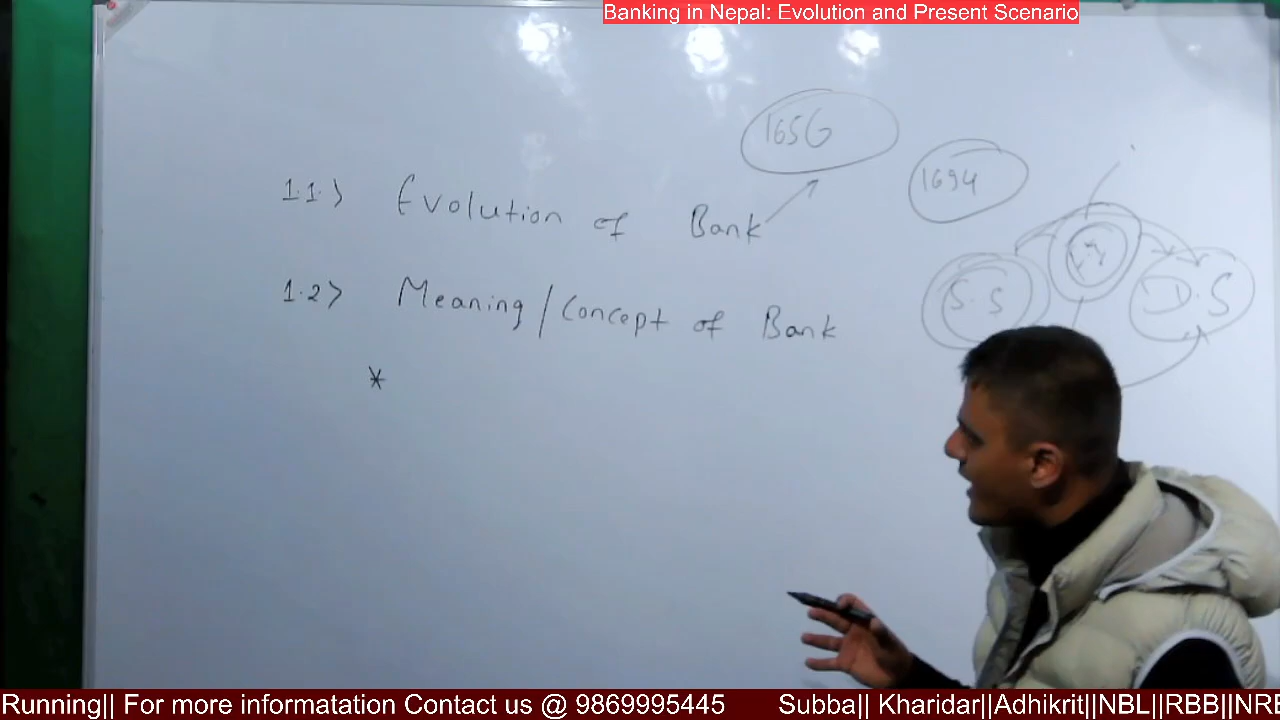 Banking in Nepal: Evolution and Present Scenario
1656
1694
1.1> Evolution of Bank
1.2> Meaning/Concept of Bank
S.S
D.S
*
Running|| For more informatation Contact us @ 9869995445 Subba|| Kharidar||Adhikrit||NBL||RBB||NRB